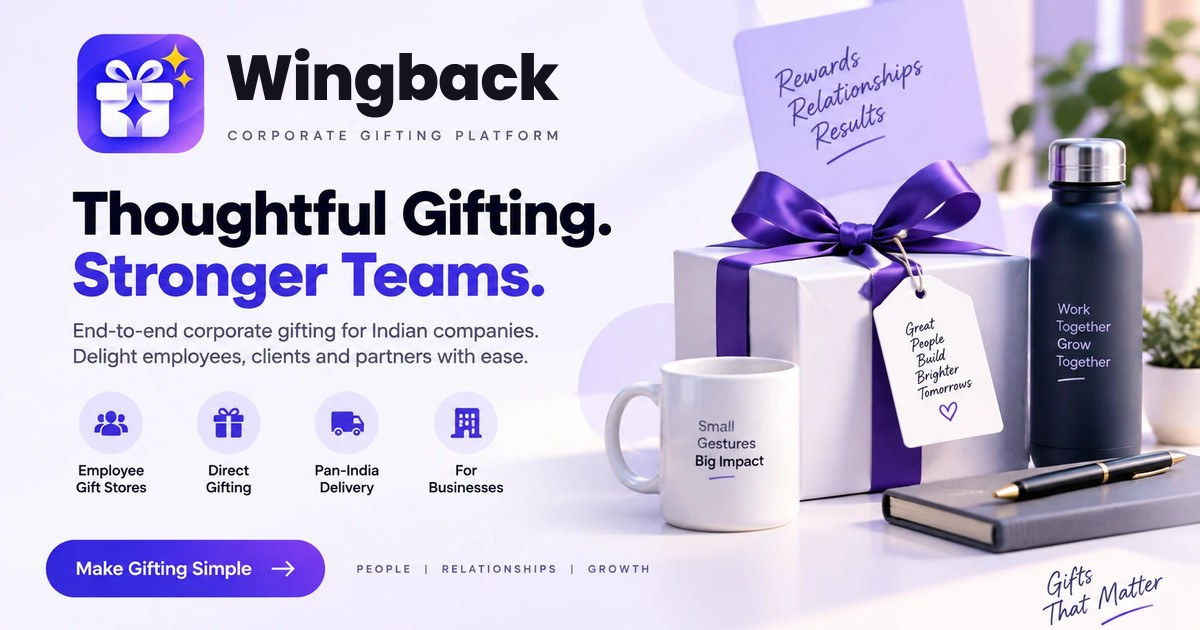 Wingback
CORPORATE GIFTING PLATFORM
Thoughtful Gifting.
Stronger Teams.
End-to-end corporate gifting for Indian companies.
Delight employees, clients and partners with ease.
Employee
Gift Stores
Direct
Gifting
Pan-India
Delivery
For
Businesses
Make Gifting Simple →
PEOPLE | RELATIONSHIPS | GROWTH
Rewards
Relationships
Results
Great
People
Build
Brighter
Tomorrows
Work
Together
Grow
Together
Small
Gestures
Big Impact
Gifts
That Matter